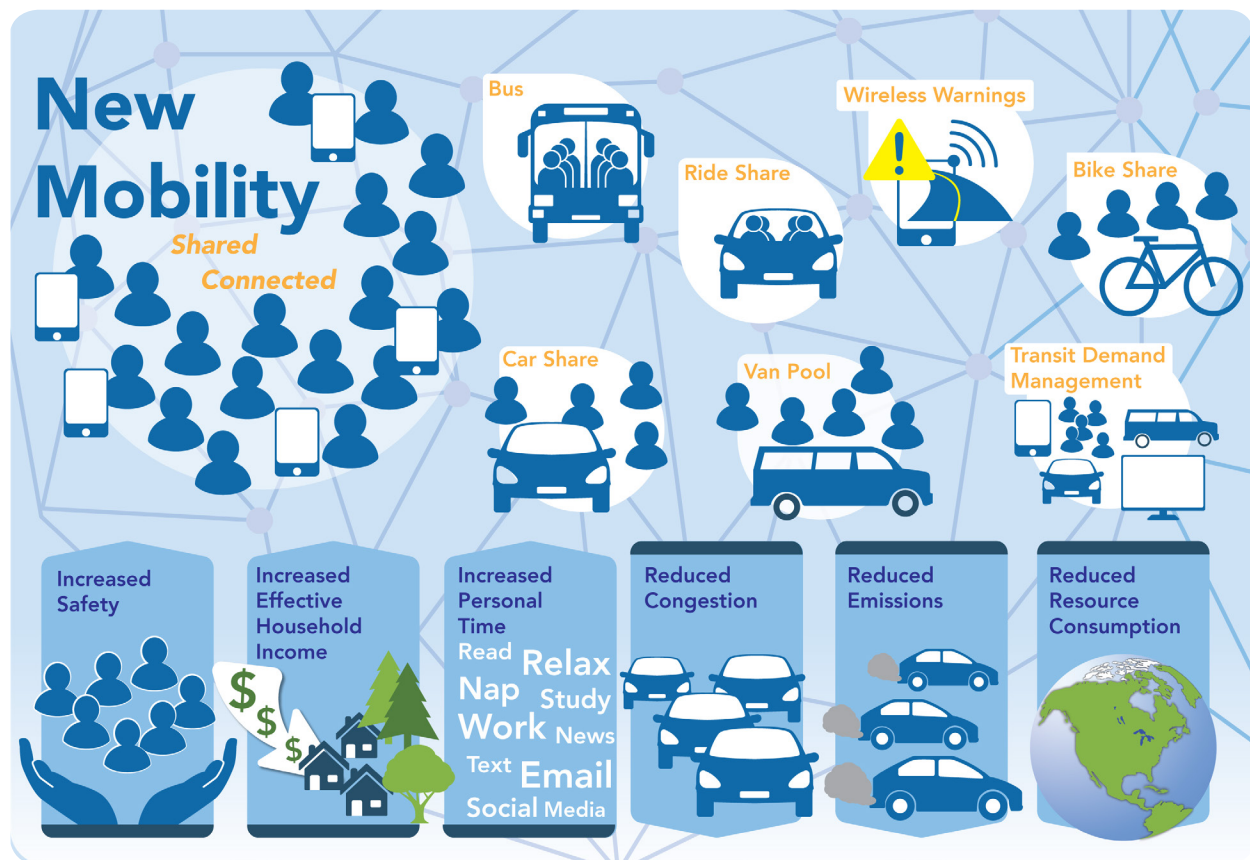 New
Mobility
Shared
Connected
Bus
Ride Share
Wireless Warnings
!
Bike Share
Car Share
Van Pool
Transit Demand
Management
Increased
Safety
Increased
Effective
Household
Income
$
$
$
Increased
Personal
Time
Read
Relax
Nap
Study
Work
News
Text
Email
Social Media
Reduced
Congestion
Reduced
Emissions
Reduced
Resource
Consumption